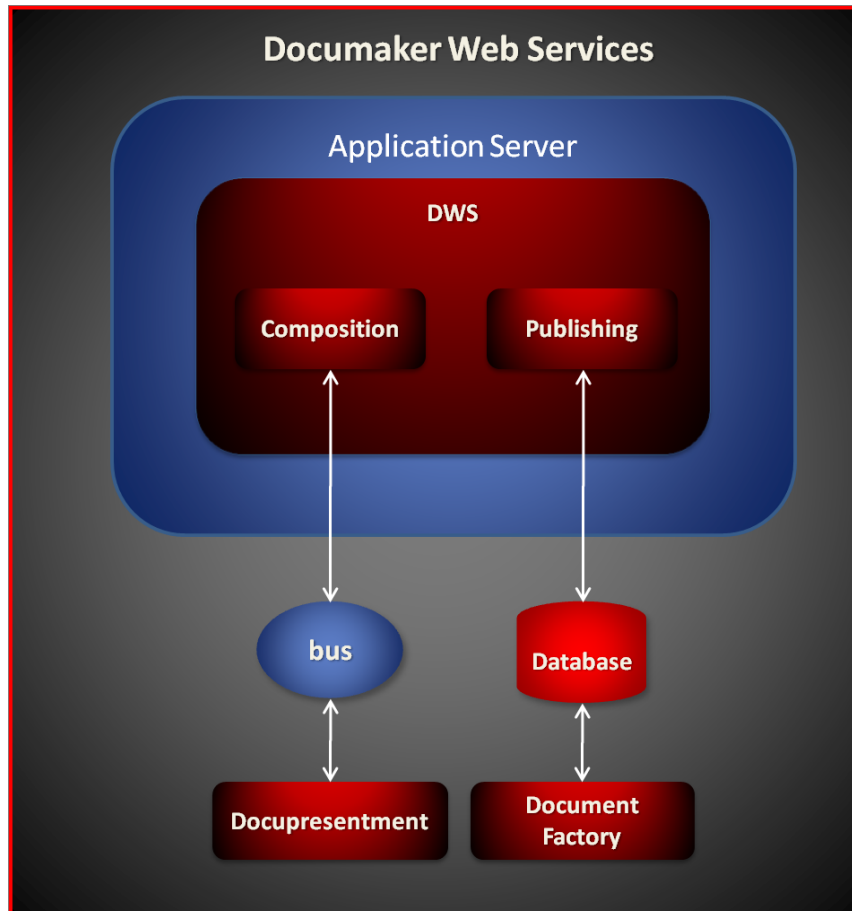 Documaker Web Services
Application Server
DWS
Composition
Publishing
bus
Database
Docupresentment
Document
Factory